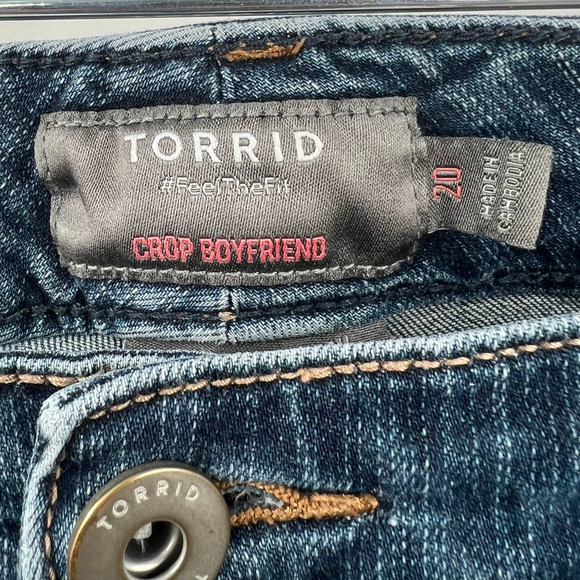 TORRID
#FeelTheFit
CROP BOYFRIEND
20
MADE IN
CAMBODIA
TORRID